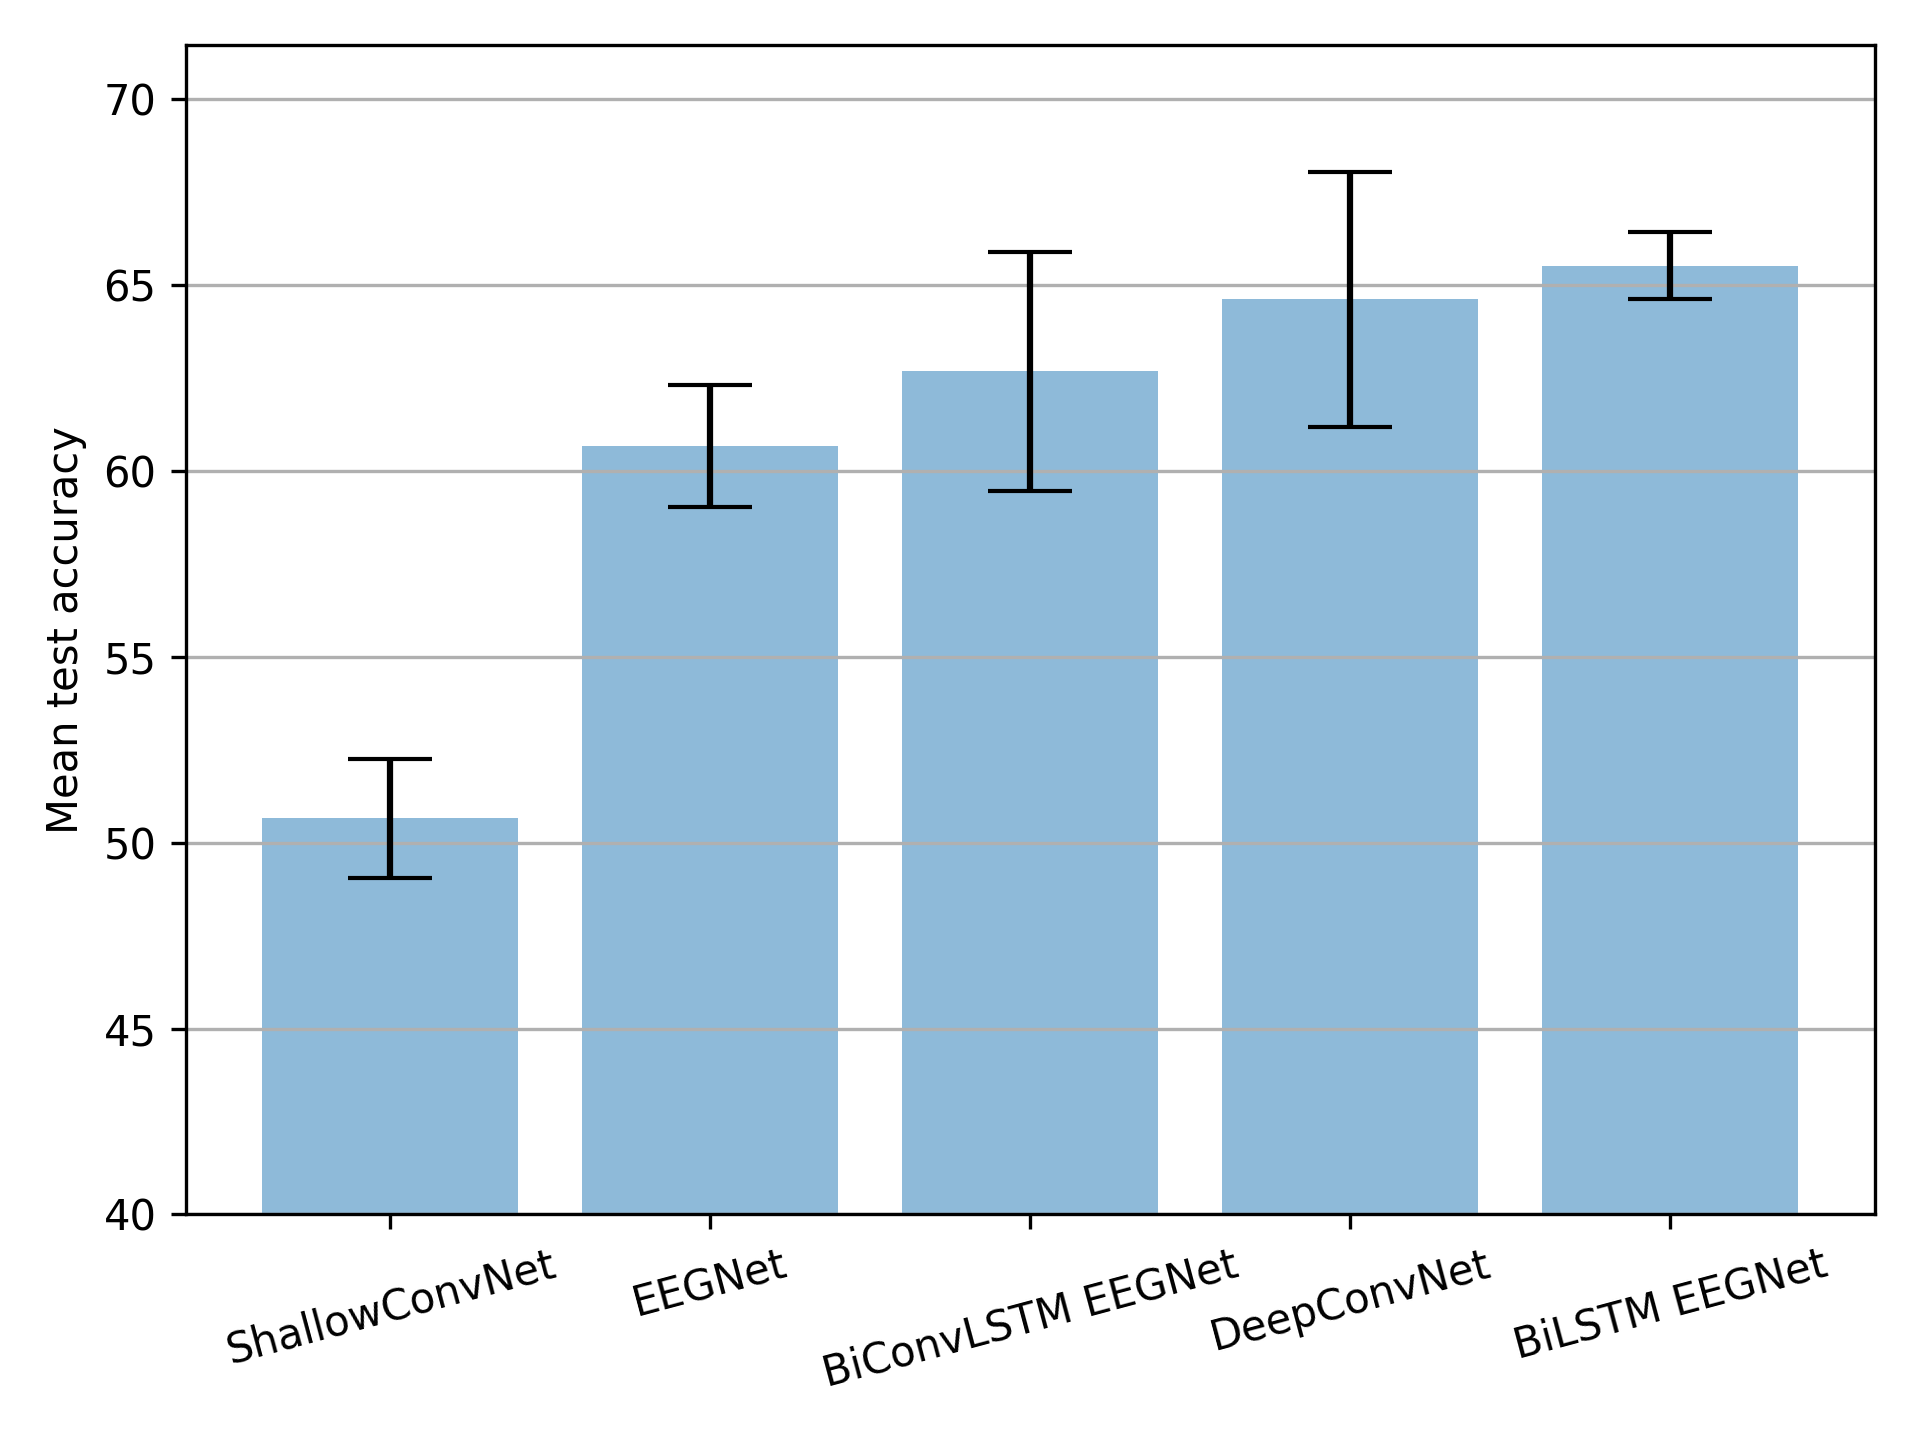 70
65
60
55
50
45
40
Mean test accuracy
ShallowConvNet
EEGNet
BiConvLSTM EEGNet
DeepConvNet
BiLSTM EEGNet